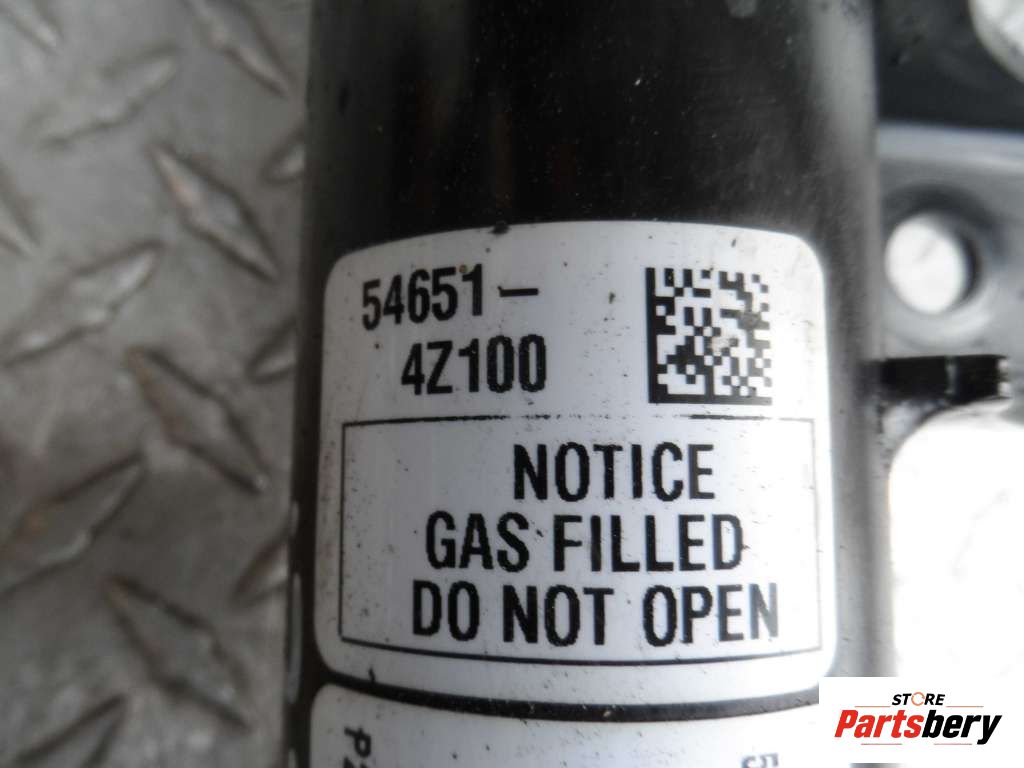 54651-
4Z100
NOTICE
GAS FILLED
DO NOT OPEN
STORE
Partsbery